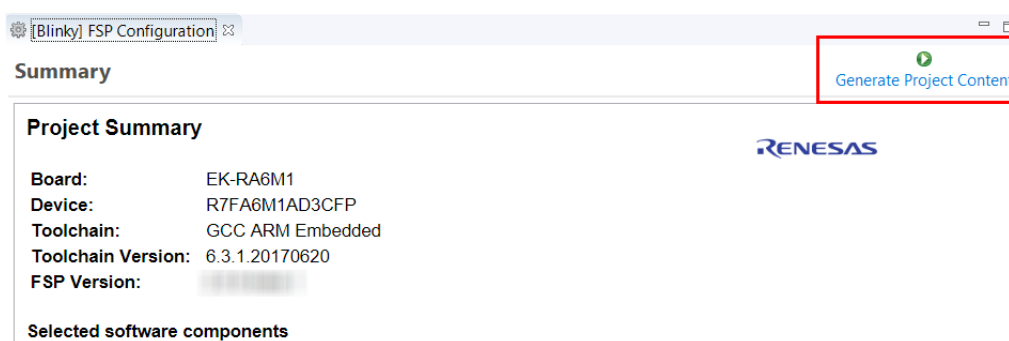 [Blinky] FSP Configuration
Summary
Generate Project Content
Project Summary
RENESAS
Board: EK-RA6M1
Device: R7FA6M1AD3CFP
Toolchain: GCC ARM Embedded
Toolchain Version: 6.3.1.20170620
FSP Version:
Selected software components